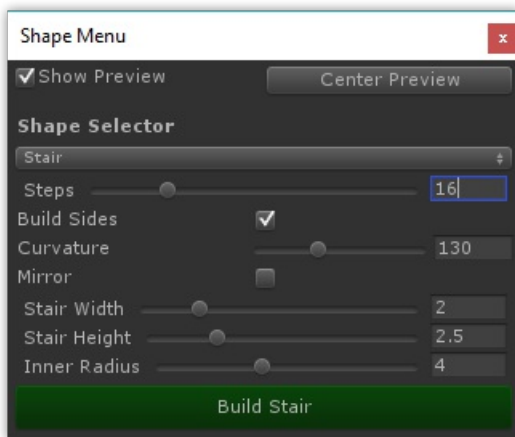 Shape Menu x
Show Preview Center Preview
Shape Selector
Stair
Steps 16
Build Sides
Curvature 130
Mirror
Stair Width 2
Stair Height 2.5
Inner Radius 4
Build Stair